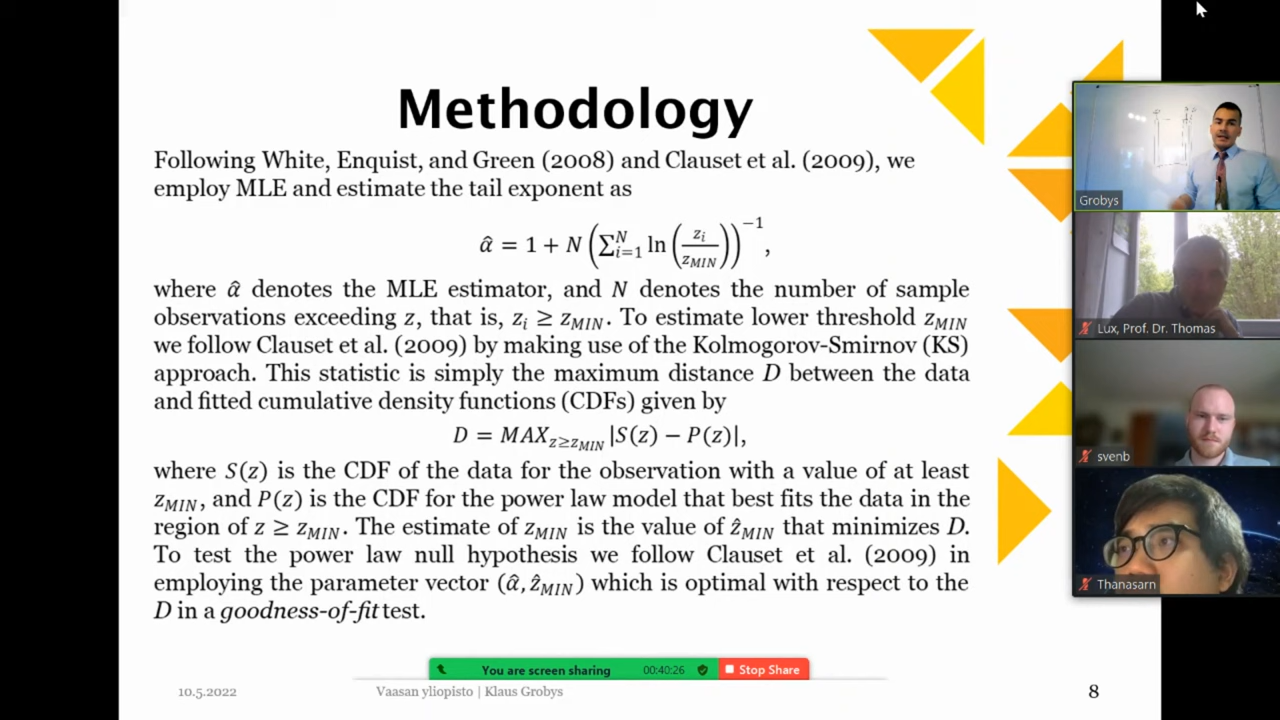 Methodology
Following White, Enquist, and Green (2008) and Clauset et al. (2009), we
employ MLE and estimate the tail exponent as
α̂ = 1 + N (∑ᵢ₌₁ᴺ ln (zᵢ / z_MIN))⁻¹,
where α̂ denotes the MLE estimator, and N denotes the number of sample
observations exceeding z, that is, zᵢ ≥ z_MIN. To estimate lower threshold z_MIN
we follow Clauset et al. (2009) by making use of the Kolmogorov-Smirnov (KS)
approach. This statistic is simply the maximum distance D between the data
and fitted cumulative density functions (CDFs) given by
D = MAX_z≥z_MIN |S(z) − P(z)|,
where S(z) is the CDF of the data for the observation with a value of at least
z_MIN, and P(z) is the CDF for the power law model that best fits the data in the
region of z ≥ z_MIN. The estimate of z_MIN is the value of ẑ_MIN that minimizes D.
To test the power law null hypothesis we follow Clauset et al. (2009) in
employing the parameter vector (α̂, ẑ_MIN) which is optimal with respect to the
D in a goodness-of-fit test.
You are screen sharing 00:40:26 Stop Share
10.5.2022 Vaasan yliopisto | Klaus Grobys 8
Grobys
Lux, Prof. Dr. Thomas
svenb
Thanasarn